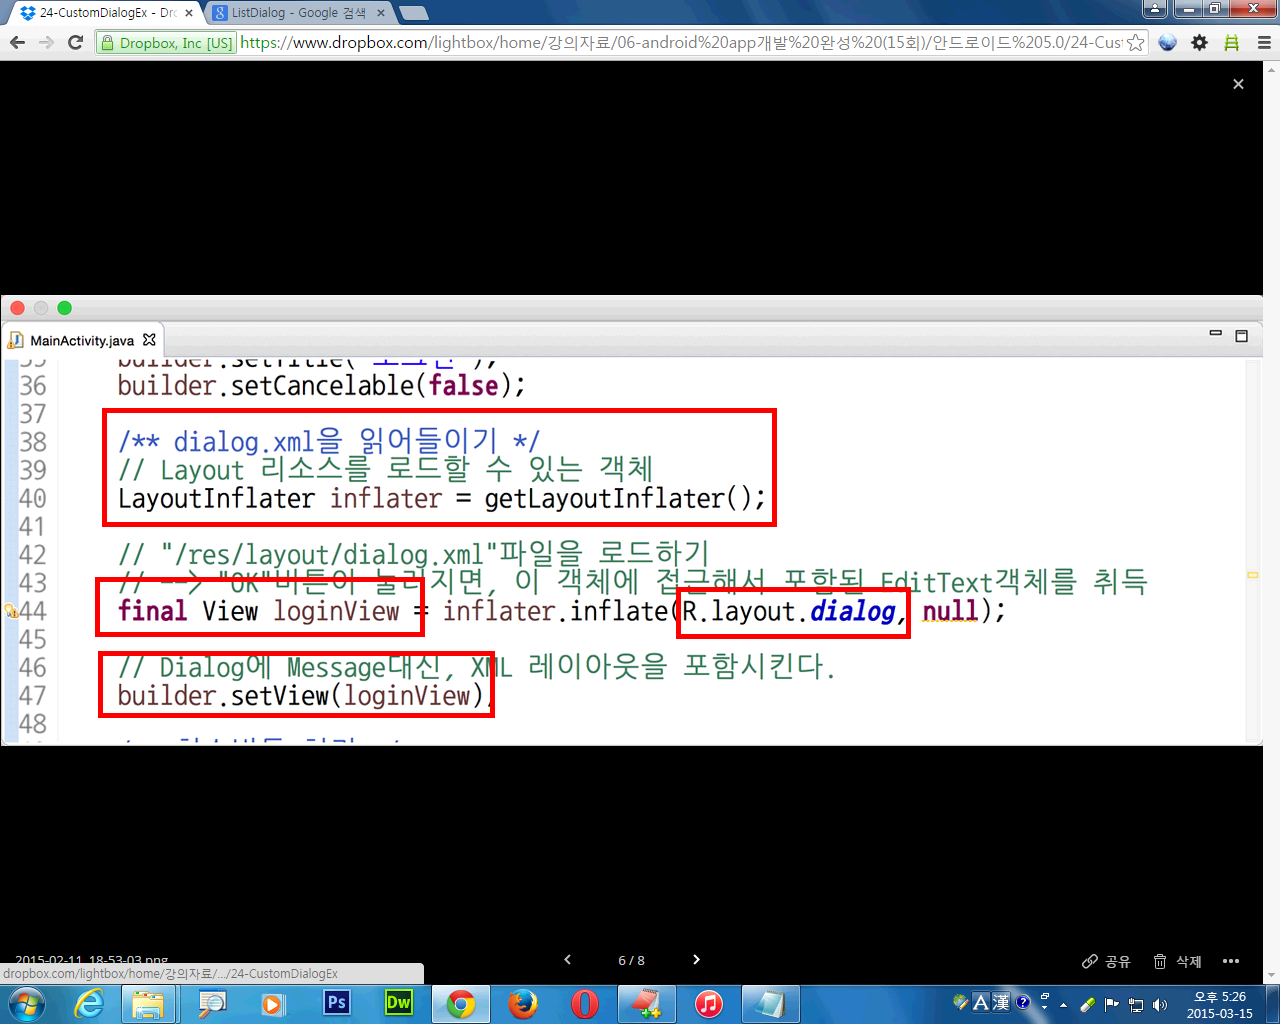 24-CustomDialogEx - Dro
ListDialog - Google 검색
Dropbox, Inc [US]
https://www.dropbox.com/lightbox/home/강의자료/06-android%20app개발%20완성%20(15회)/안드로이드%205.0/24-Cus
MainActivity.java
35 builder.setTitle("로그인");
36 builder.setCancelable(false);
37
38 /** dialog.xml을 읽어들이기 */
39 // Layout 리소스를 로드할 수 있는 객체
40 LayoutInflater inflater = getLayoutInflater();
41
42 // "/res/layout/dialog.xml"파일을 로드하기
43 // --> "OK"버튼이 눌러지면, 이 객체에 접근해서 포함된 EditText객체를 취득
44 final View loginView = inflater.inflate(R.layout.dialog, null);
45
46 // Dialog에 Message대신, XML 레이아웃을 포함시킨다.
47 builder.setView(loginView);
48
2015-02-11 18-53-03.png
6 / 8
공유
삭제
dropbox.com/lightbox/home/강의자료/.../24-CustomDialogEx
Ps
Dw
A 漢
오후 5:26
2015-03-15